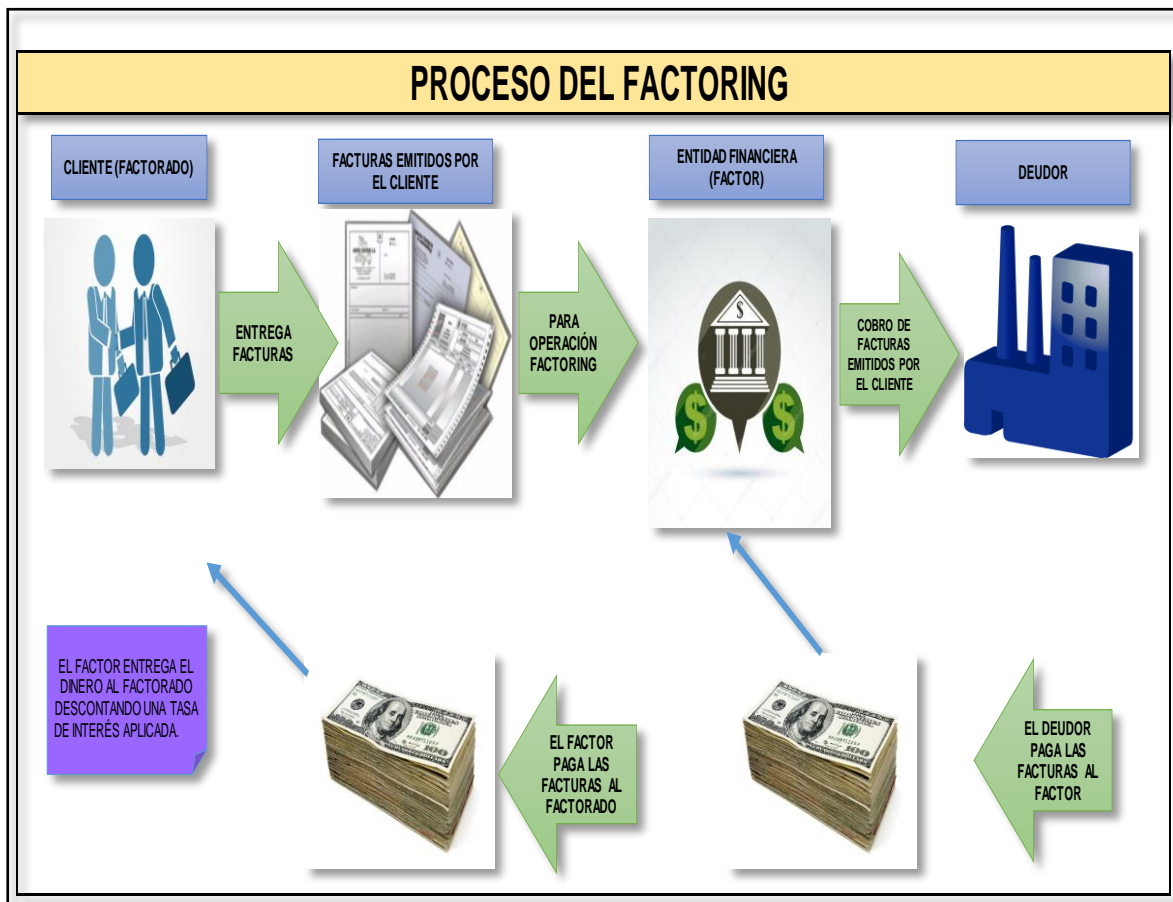 PROCESO DEL FACTORING
CLIENTE (FACTORADO)
FACTURAS EMITIDOS POR
EL CLIENTE
ENTIDAD FINANCIERA
(FACTOR)
DEUDOR
ENTREGA
FACTURAS
PARA
OPERACIÓN
FACTORING
COBRO DE
FACTURAS
EMITIDOS POR
EL CLIENTE
$
$
$
EL FACTOR ENTREGA EL
DINERO AL FACTORADO
DESCONTANDO UNA TASA
DE INTERÉS APLICADA.
100
EL FACTOR
PAGA LAS
FACTURAS AL
FACTORADO
100
EL DEUDOR
PAGA LAS
FACTURAS AL
FACTOR